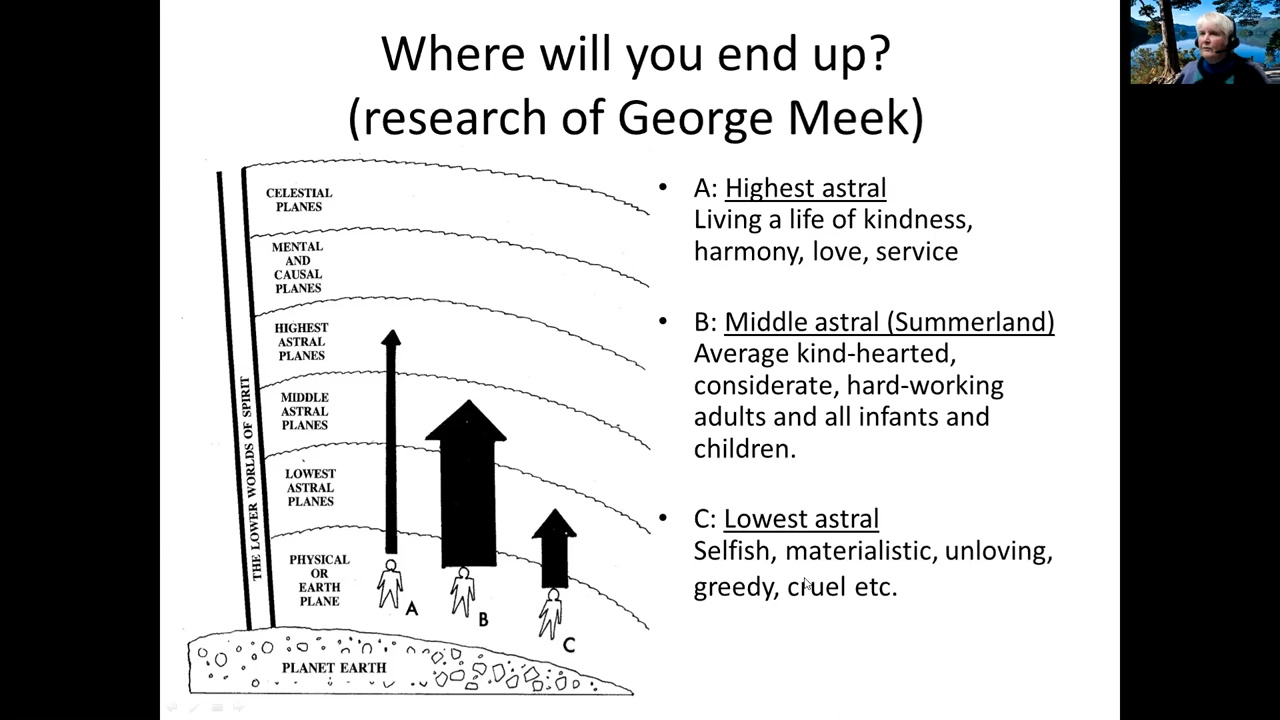 Where will you end up?
(research of George Meek)
CELESTIAL
PLANES
MENTAL
AND
CAUSAL
PLANES
HIGHEST
ASTRAL
PLANES
MIDDLE
ASTRAL
PLANES
LOWEST
ASTRAL
PLANES
PHYSICAL
OR
EARTH
PLANE
THE LOWER WORLDS OF SPIRIT
A
B
C
PLANET EARTH
• A: Highest astral
Living a life of kindness,
harmony, love, service
• B: Middle astral (Summerland)
Average kind-hearted,
considerate, hard-working
adults and all infants and
children.
• C: Lowest astral
Selfish, materialistic, unloving,
greedy, cruel etc.